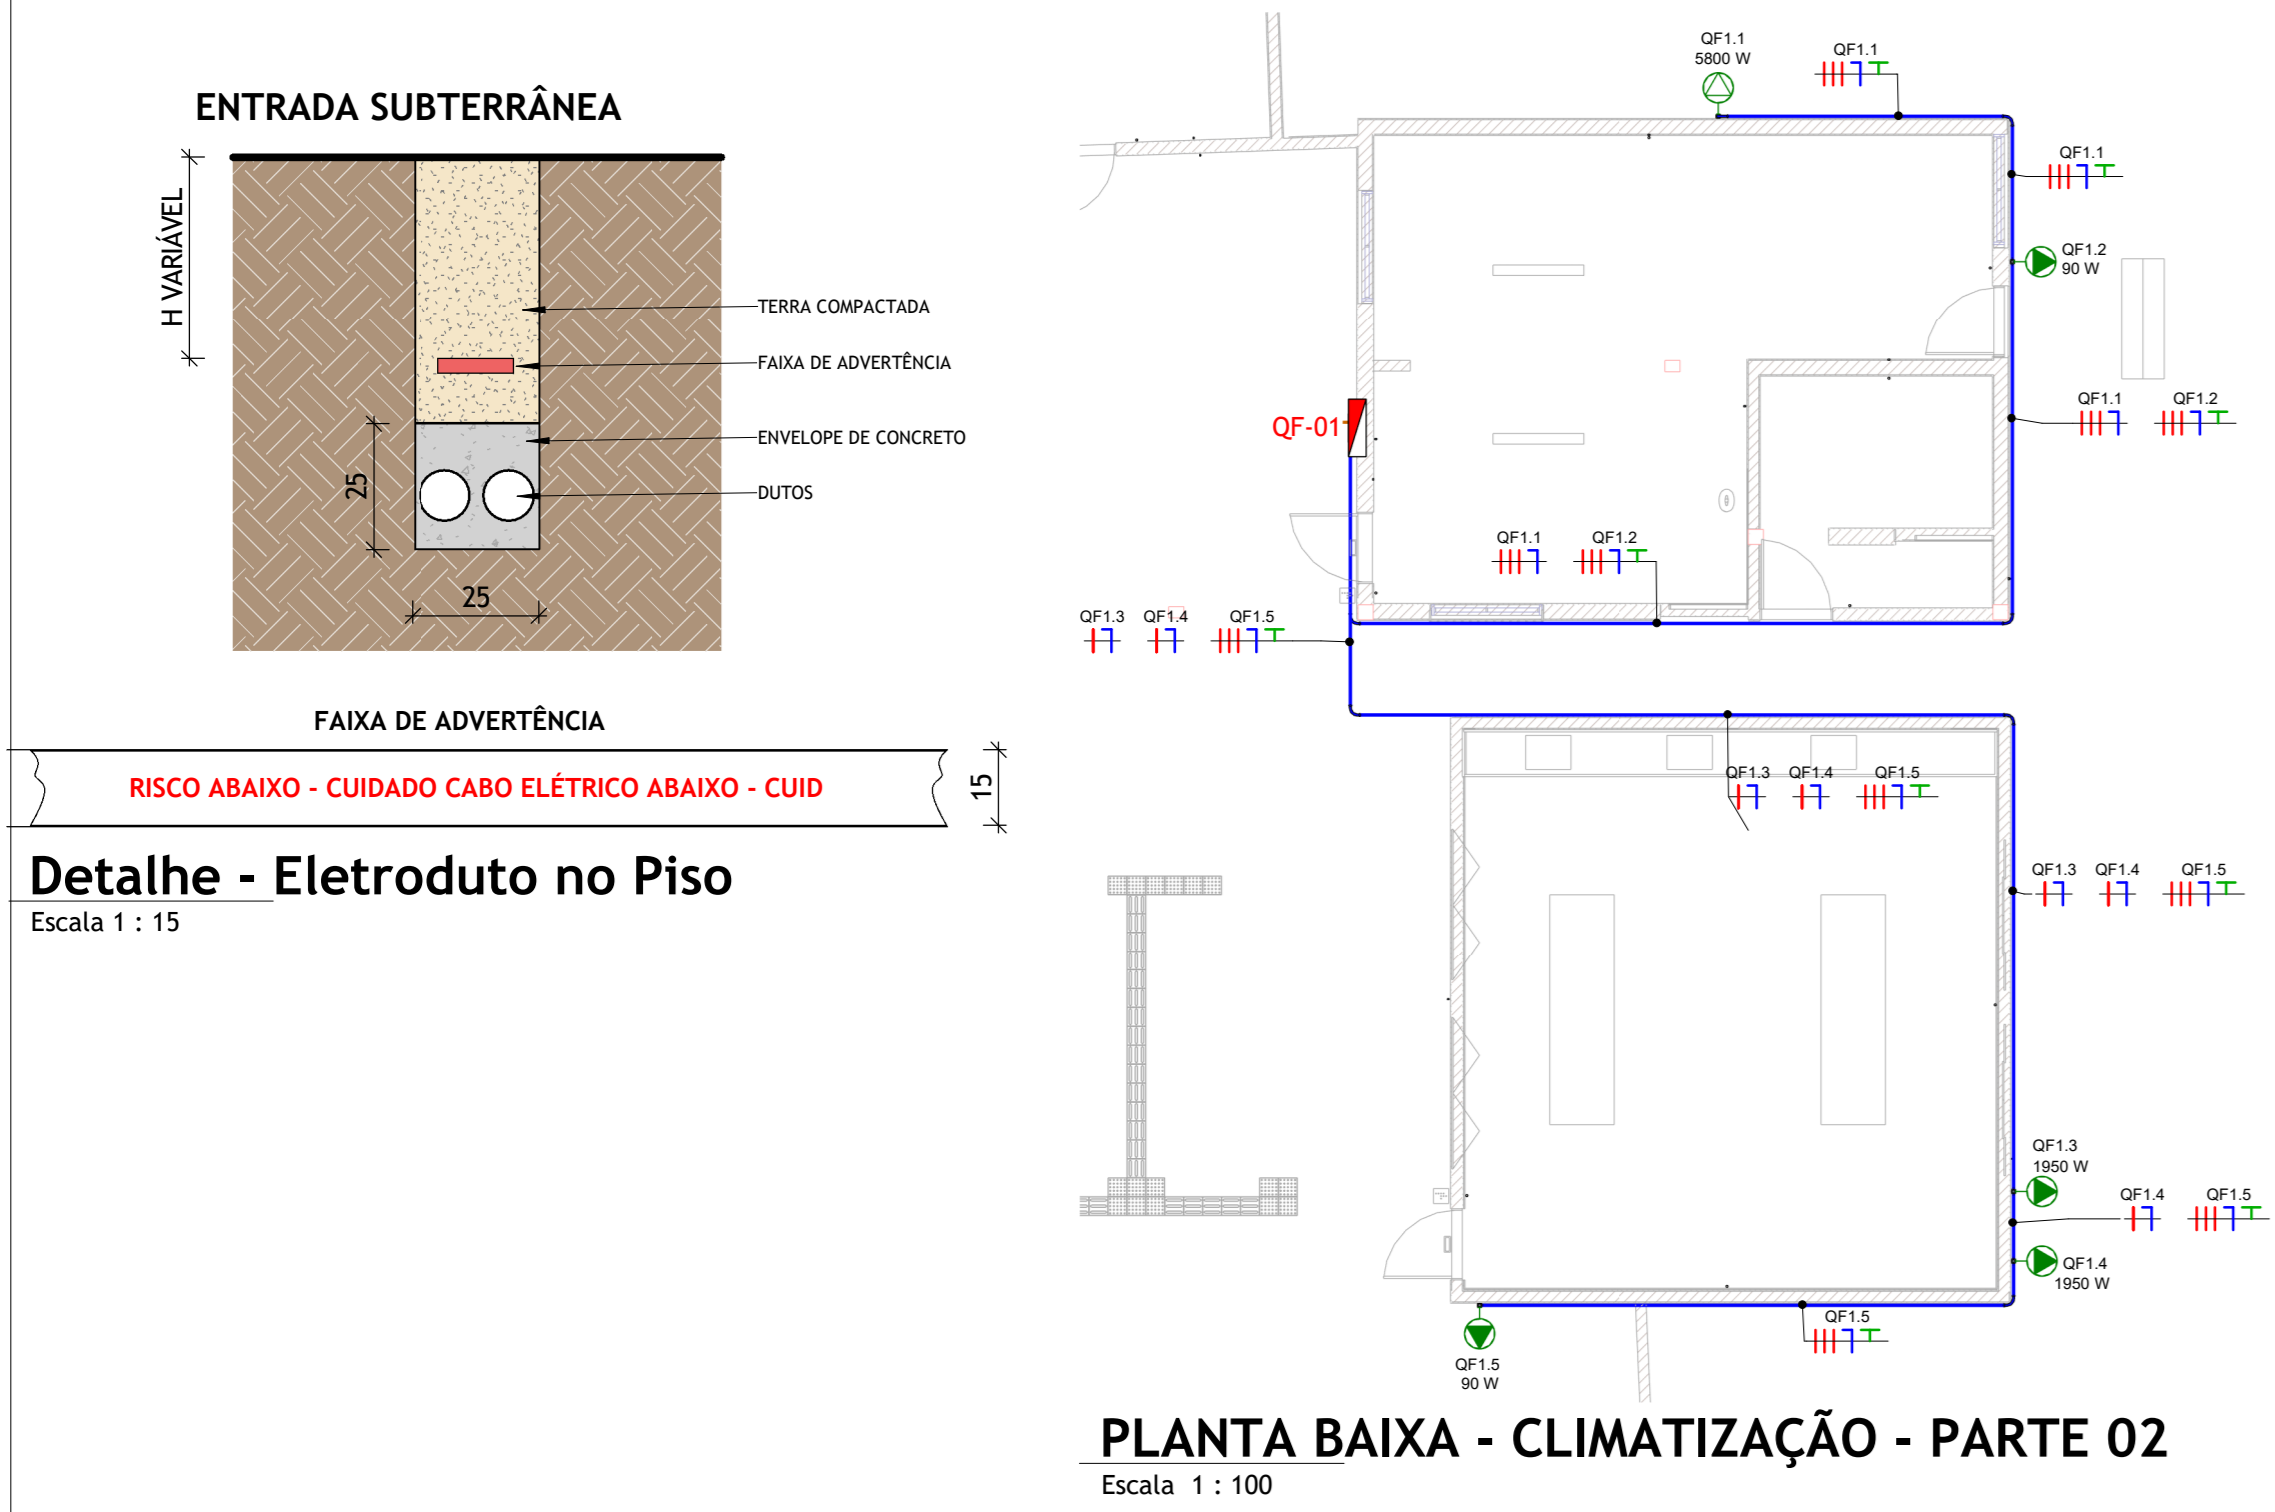 ENTRADA SUBTERRÂNEA
H VARIÁVEL
TERRA COMPACTADA
FAIXA DE ADVERTÊNCIA
ENVELOPE DE CONCRETO
DUTOS
25
25
FAIXA DE ADVERTÊNCIA
RISCO ABAIXO - CUIDADO CABO ELÉTRICO ABAIXO - CUID
15
Detalhe - Eletroduto no Piso
Escala 1 : 15
QF1.1
5800 W
QF1.1
QF1.1
QF1.2
90 W
QF1.1 QF1.2
QF-01
QF1.1 QF1.2
QF1.3 QF1.4 QF1.5
QF1.3 QF1.4 QF1.5
QF1.3 QF1.4 QF1.5
QF1.3
1950 W
QF1.4 QF1.5
QF1.4
1950 W
QF1.5
QF1.5
90 W
PLANTA BAIXA - CLIMATIZAÇÃO - PARTE 02
Escala 1 : 100